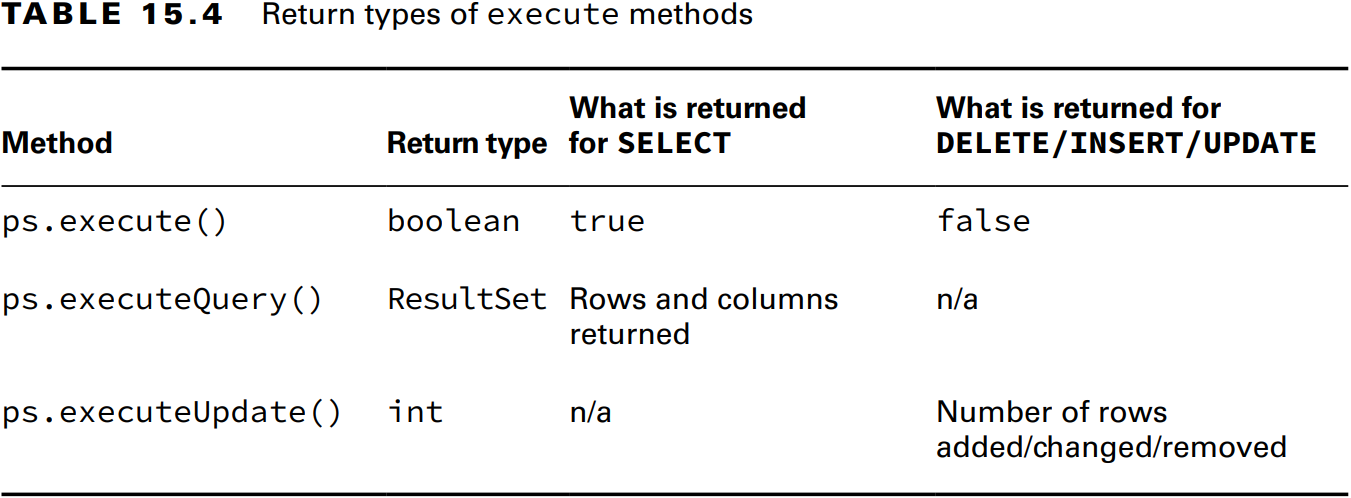 TABLE 15.4 Return types of execute methods
Method Return type What is returned for SELECT What is returned for DELETE/INSERT/UPDATE
ps.execute() boolean true false
ps.executeQuery() ResultSet Rows and columns returned n/a
ps.executeUpdate() int n/a Number of rows added/changed/removed